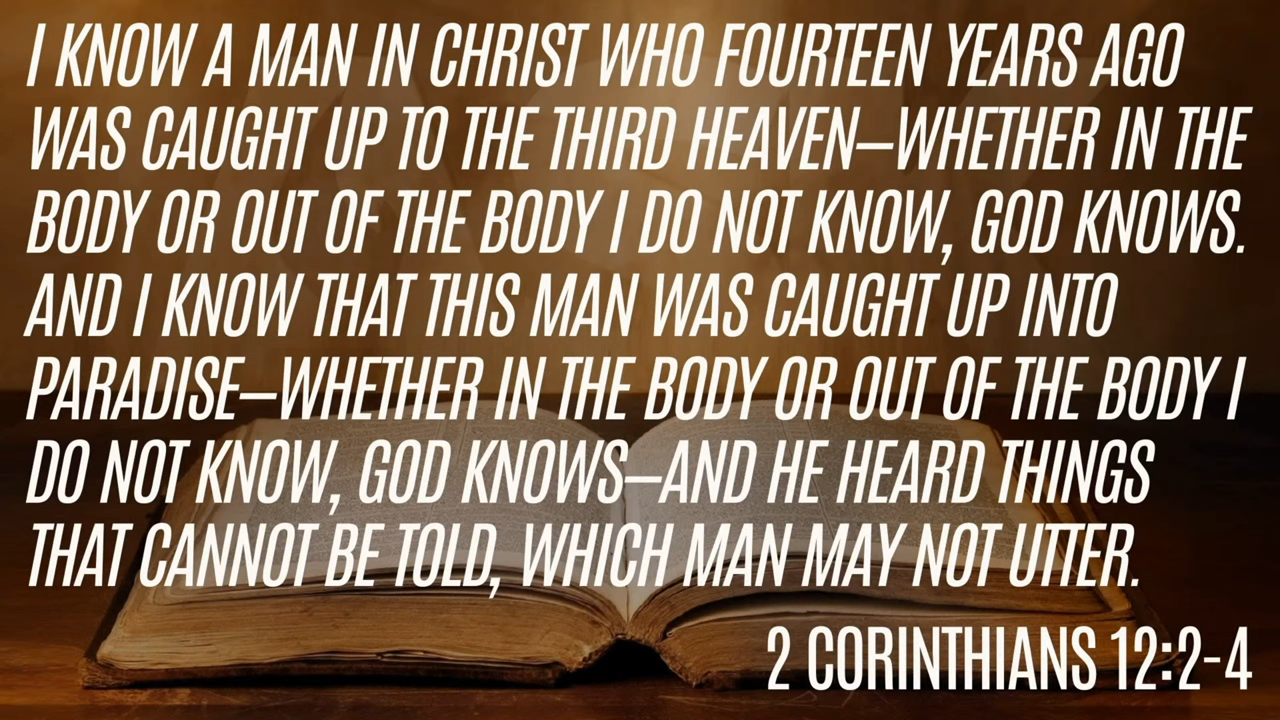 I KNOW A MAN IN CHRIST WHO FOURTEEN YEARS AGO
WAS CAUGHT UP TO THE THIRD HEAVEN—WHETHER IN THE
BODY OR OUT OF THE BODY I DO NOT KNOW, GOD KNOWS.
AND I KNOW THAT THIS MAN WAS CAUGHT UP INTO
PARADISE—WHETHER IN THE BODY OR OUT OF THE BODY I
DO NOT KNOW, GOD KNOWS—AND HE HEARD THINGS
THAT CANNOT BE TOLD, WHICH MAN MAY NOT UTTER.
2 CORINTHIANS 12:2-4